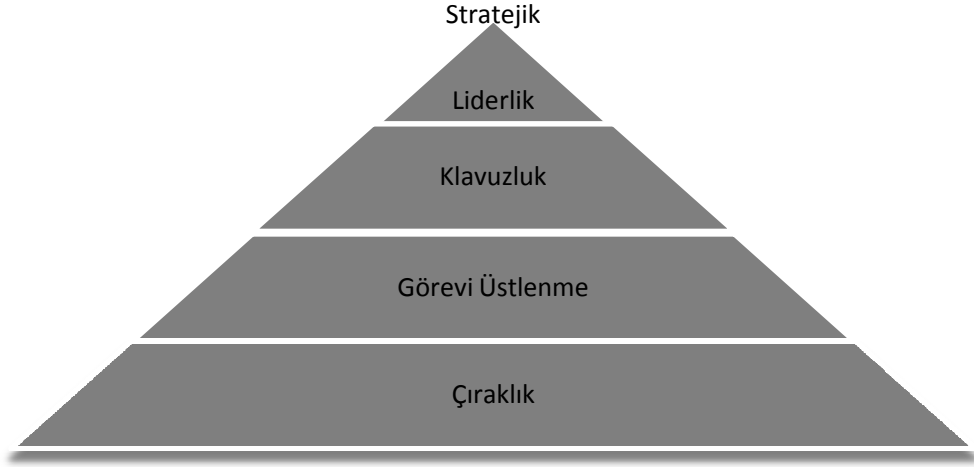 Stratejik
Liderlik
Klavuzluk
Görevi Üstlenme
Çıraklık